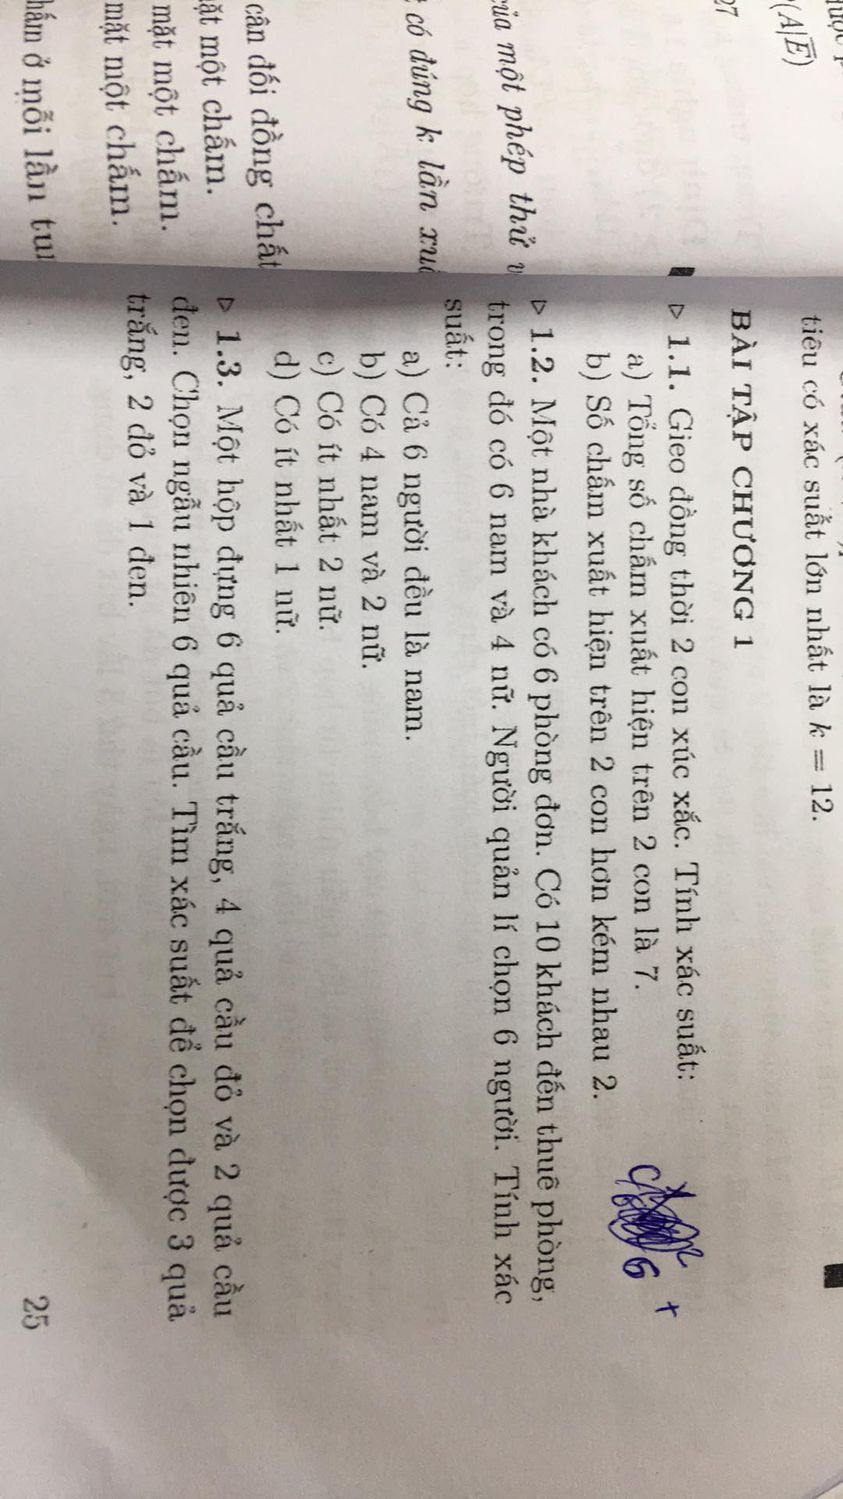 (A|E̅)
27
của một phép thử
có đúng k lần
cân đối đồng chất
mặt một chấm.
mặt một chấm.
mặt một chấm.
chấm ở mỗi lần
tiêu có xác suất lớn nhất là k = 12.
BÀI TẬP CHƯƠNG 1
▷ 1.1. Gieo đồng thời 2 con xúc xắc. Tính xác suất:
a) Tổng số chấm xuất hiện trên 2 con là 7.
b) Số chấm xuất hiện trên 2 con hơn kém nhau 2.
▷ 1.2. Một nhà khách có 6 phòng đơn. Có 10 khách đến thuê phòng,
trong đó có 6 nam và 4 nữ. Người quản lí chọn 6 người. Tính xác
suất:
a) Cả 6 người đều là nam.
b) Có 4 nam và 2 nữ.
c) Có ít nhất 2 nữ.
d) Có ít nhất 1 nữ.
▷ 1.3. Một hộp đựng 6 quả cầu trắng, 4 quả cầu đỏ và 2 quả cầu
đen. Chọn ngẫu nhiên 6 quả cầu. Tìm xác suất để chọn được 3 quả
trắng, 2 đỏ và 1 đen.
25